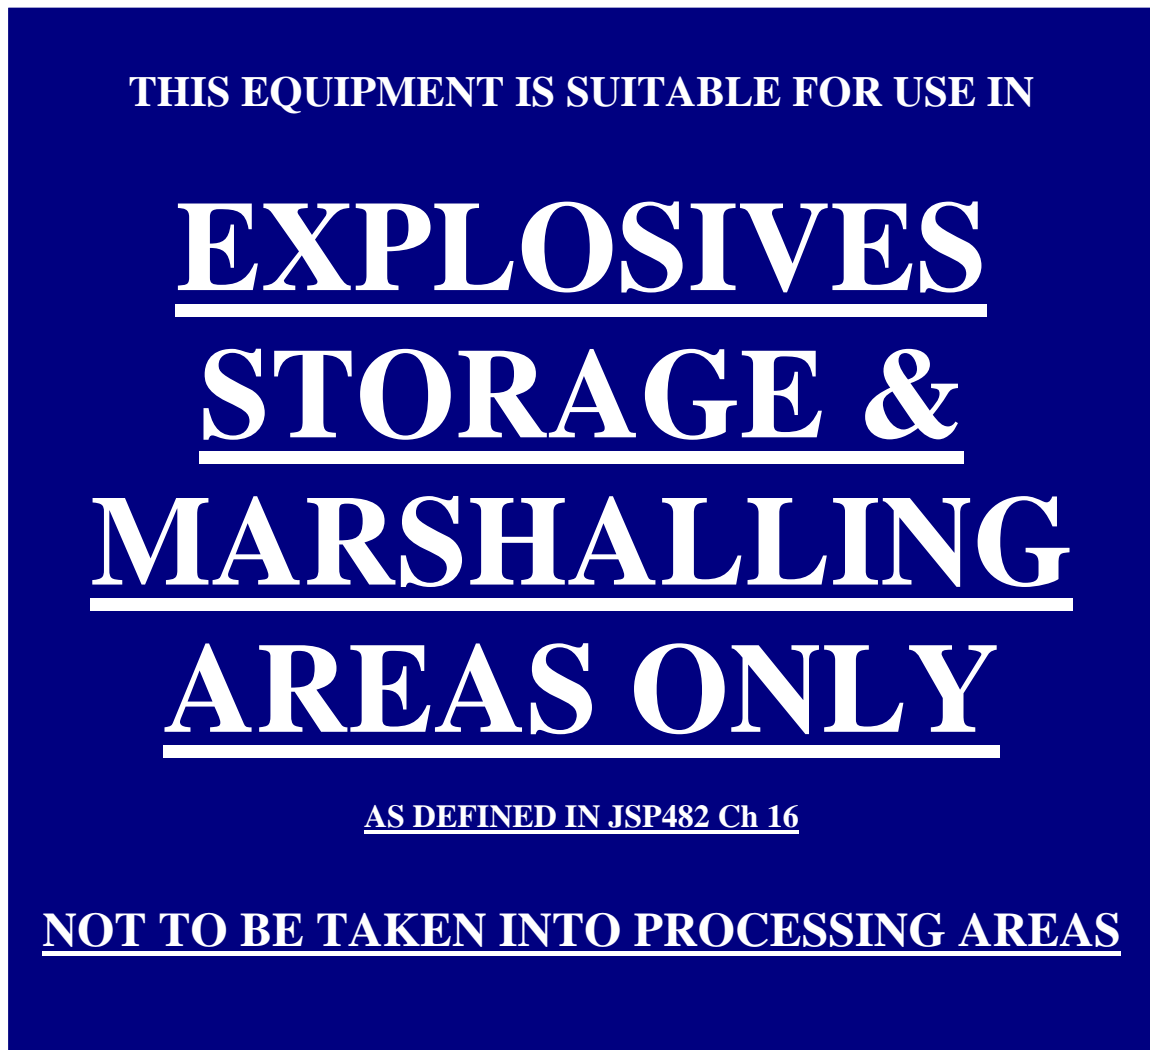 THIS EQUIPMENT IS SUITABLE FOR USE IN
EXPLOSIVES
STORAGE &
MARSHALLING
AREAS ONLY
AS DEFINED IN JSP482 Ch 16
NOT TO BE TAKEN INTO PROCESSING AREAS